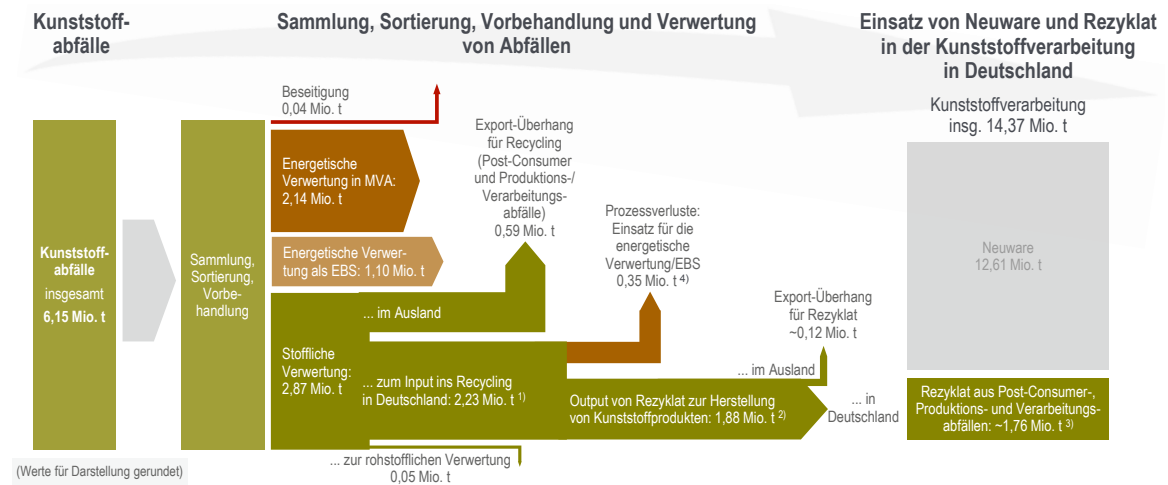 Kunststoff-
abfälle
Sammlung, Sortierung, Vorbehandlung und Verwertung
von Abfällen
Einsatz von Neuware und Rezyklat
in der Kunststoffverarbeitung
in Deutschland
Kunststoff-
abfälle
insgesamt
6,15 Mio. t
Sammlung,
Sortierung,
Vorbe-
handlung
Beseitigung
0,04 Mio. t
Energetische
Verwertung in MVA:
2,14 Mio. t
Energetische Verwer-
tung als EBS: 1,10 Mio. t
Stoffliche
Verwertung:
2,87 Mio. t
Export-Überhang
für Recycling
(Post-Consumer
und Produktions-/
Verarbeitungs-
abfälle)
0,59 Mio. t
... im Ausland
... zum Input ins Recycling
in Deutschland: 2,23 Mio. t 1)
... zur rohstofflichen Verwertung
0,05 Mio. t
Prozessverluste:
Einsatz für die
energetische
Verwertung/EBS
0,35 Mio. t 4)
Output von Rezyklat zur Herstellung
von Kunststoffprodukten: 1,88 Mio. t 2)
Export-Überhang
für Rezyklat
~0,12 Mio. t
... im Ausland
... in
Deutschland
Kunststoffverarbeitung
insg. 14,37 Mio. t
Neuware
12,61 Mio. t
Rezyklat aus Post-Consumer-,
Produktions- und Verarbeitungs-
abfällen: ~1,76 Mio. t 3)
(Werte für Darstellung gerundet)